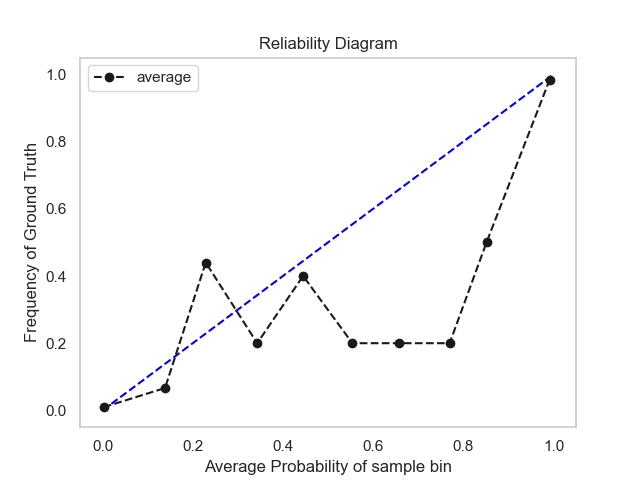 Reliability Diagram
average
Frequency of Ground Truth
1.0
0.8
0.6
0.4
0.2
0.0
0.0 0.2 0.4 0.6 0.8 1.0
Average Probability of sample bin